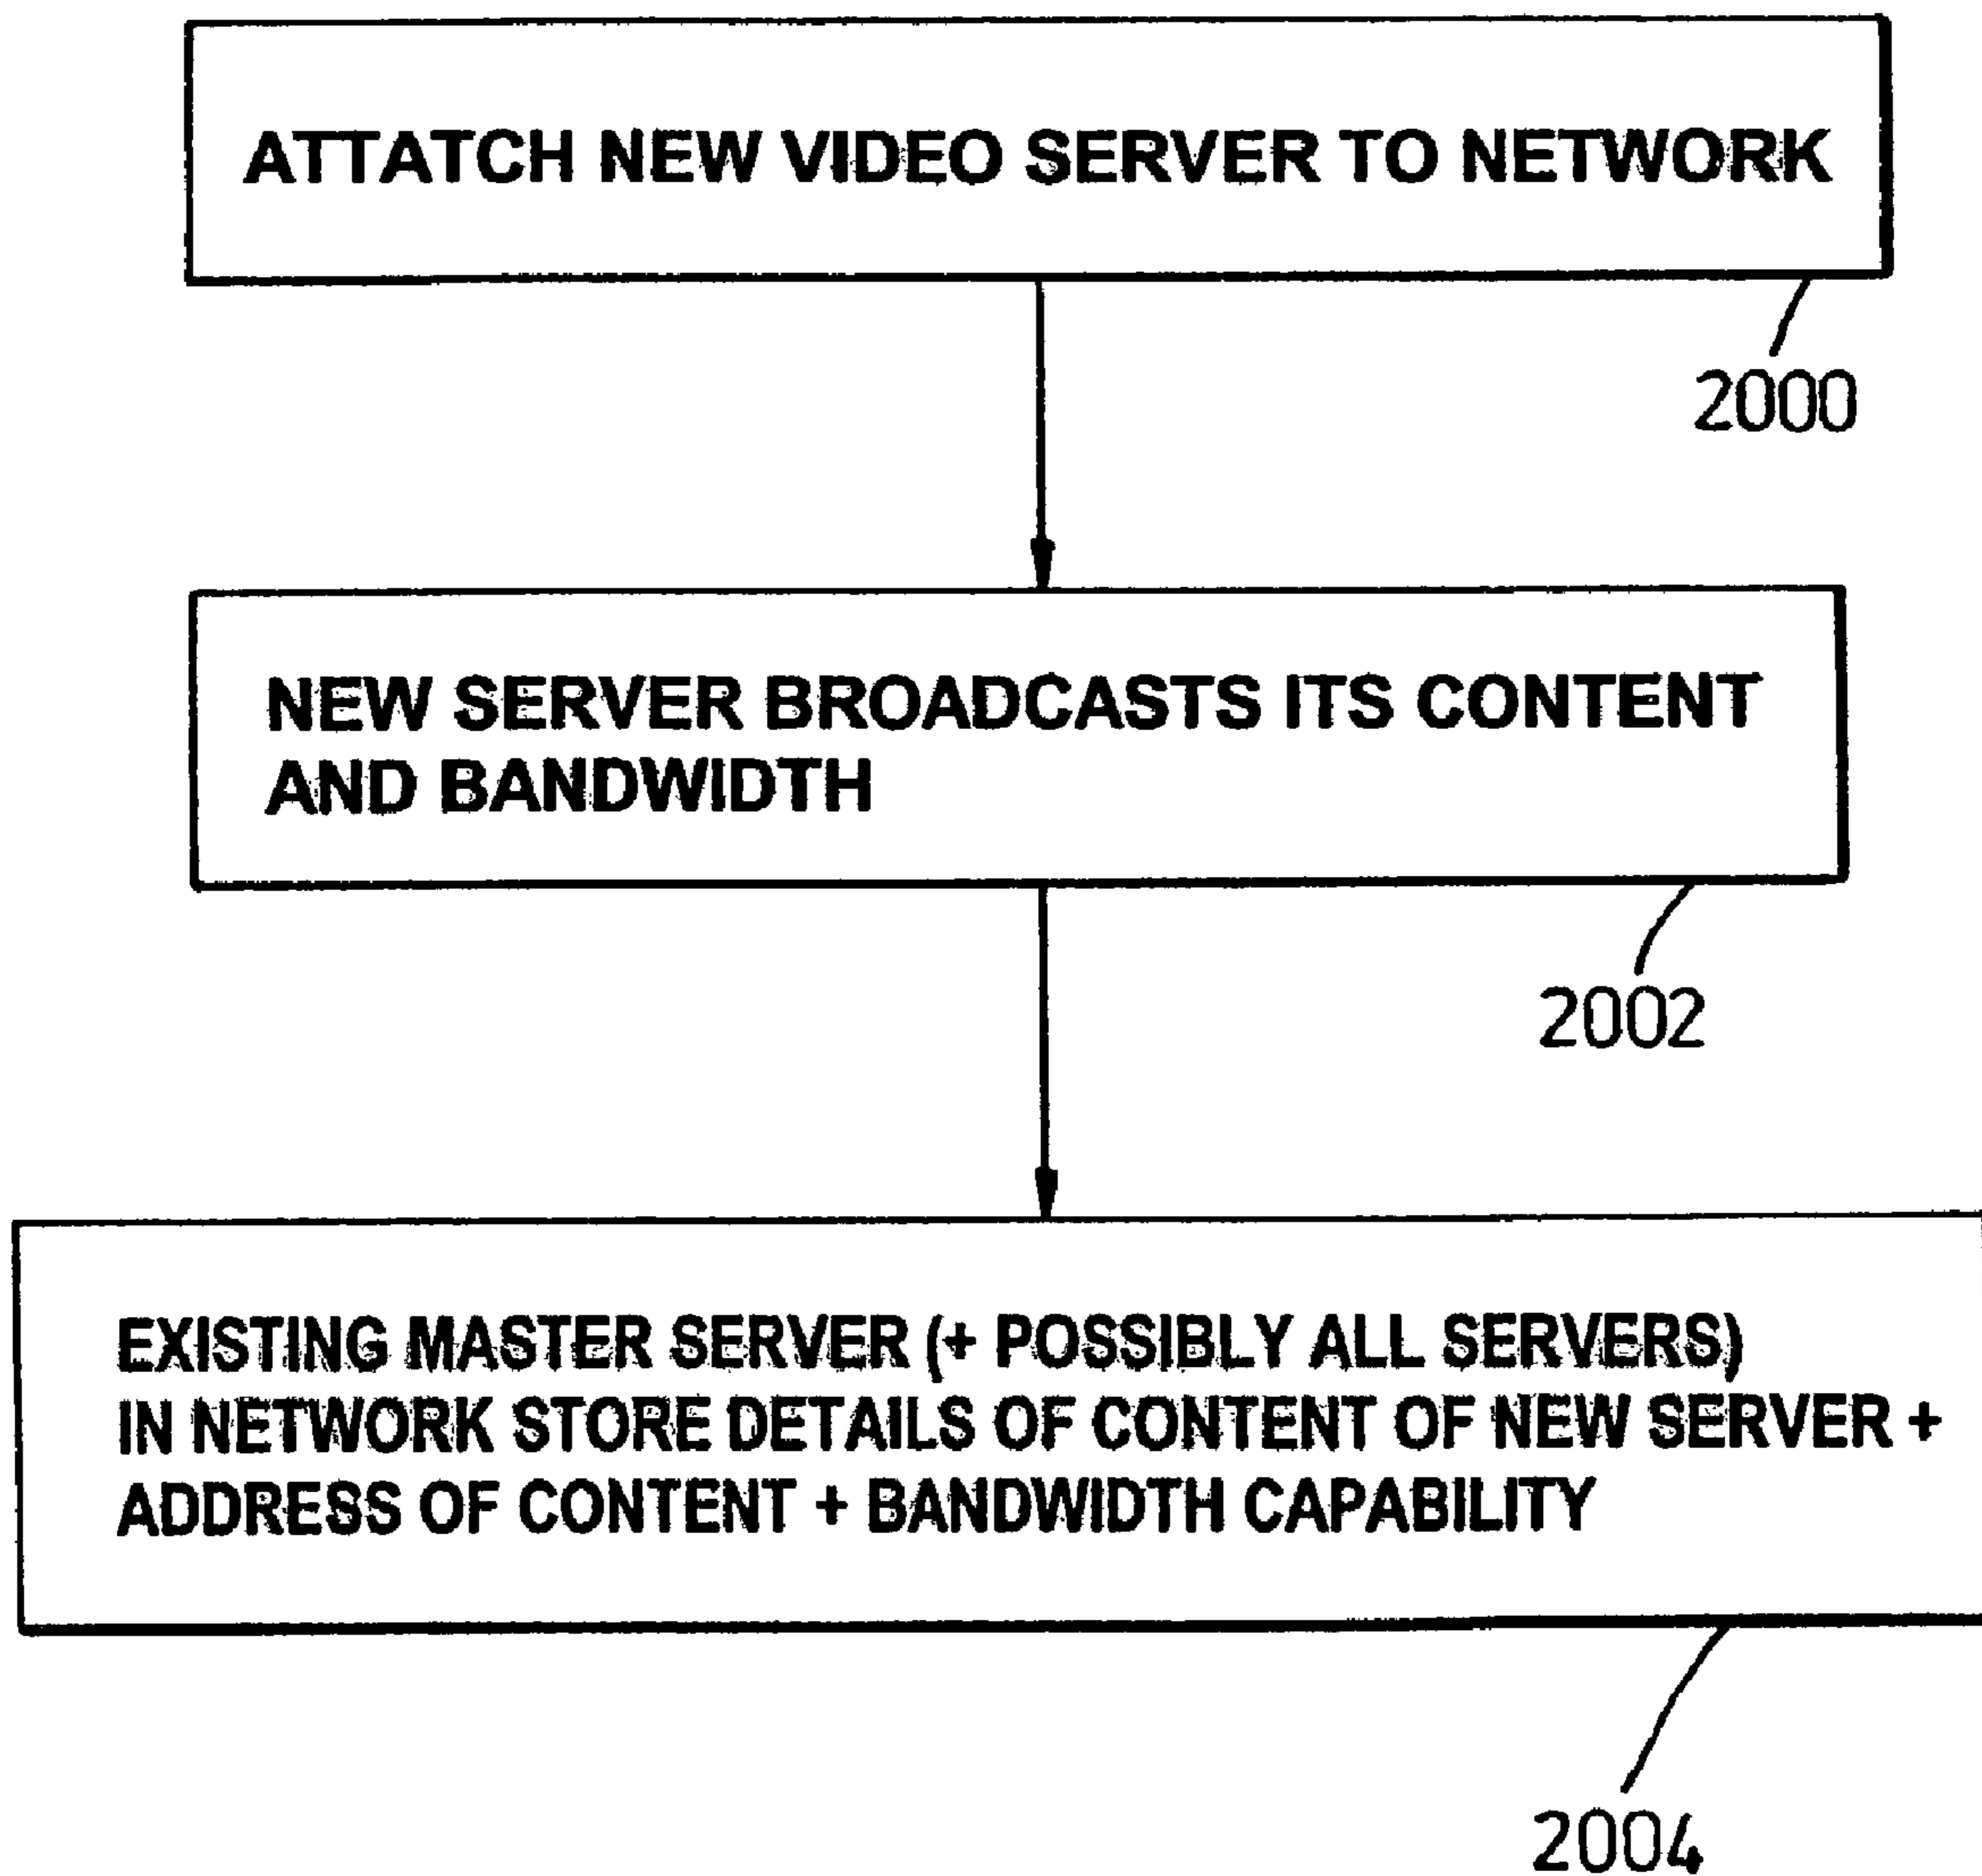 ATTATCH NEW VIDEO SERVER TO NETWORK
2000
NEW SERVER BROADCASTS ITS CONTENT
AND BANDWIDTH
2002
EXISTING MASTER SERVER (+ POSSIBLY ALL SERVERS)
IN NETWORK STORE DETAILS OF CONTENT OF NEW SERVER +
ADDRESS OF CONTENT + BANDWIDTH CAPABILITY
2004